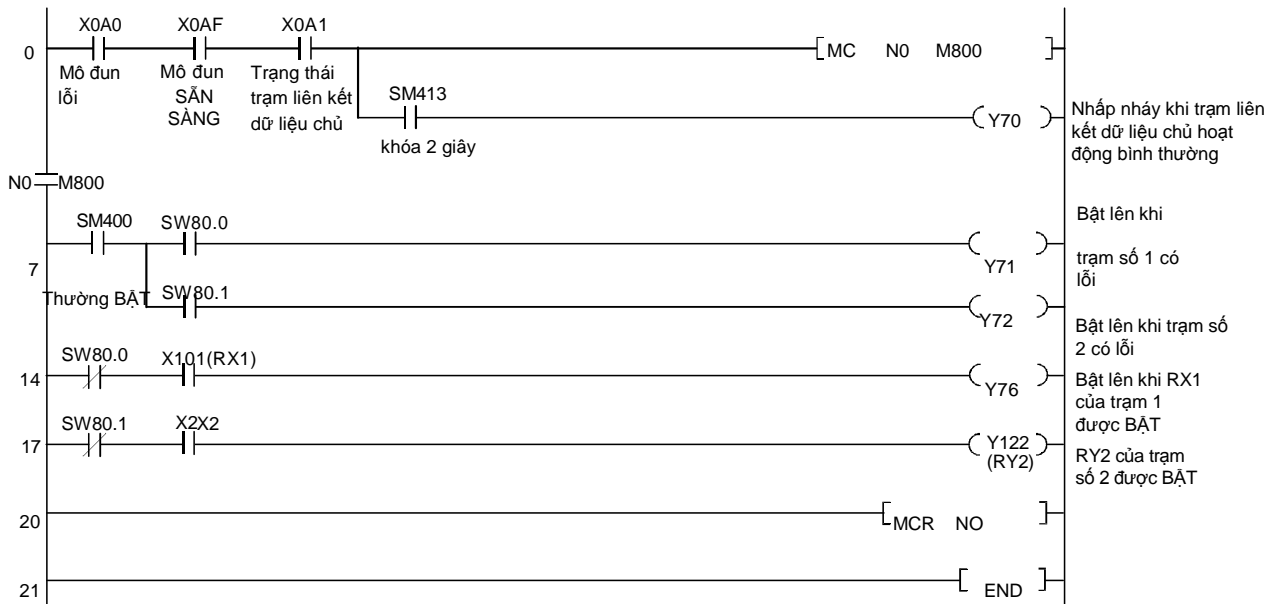 X0A0 X0AF X0A1
0 MC N0 M800
Mô đun
lỗi
Mô đun
SẴN
SÀNG
Trạng thái
trạm liên kết
dữ liệu chủ
SM413
khóa 2 giây
Y70
Nhấp nháy khi trạm liên
kết dữ liệu chủ hoạt
động bình thường
N0 M800
SM400 SW80.0
7
Y71
Bật lên khi
trạm số 1 có
lỗi
Thường BẬT SW80.1
Y72
Bật lên khi trạm số
2 có lỗi
SW80.0 X101(RX1)
14 Y76
Bật lên khi RX1
của trạm 1
được BẬT
SW80.1 X2X2
17 Y122
(RY2)
RY2 của trạm
số 2 được BẬT
20 MCR NO
21 END